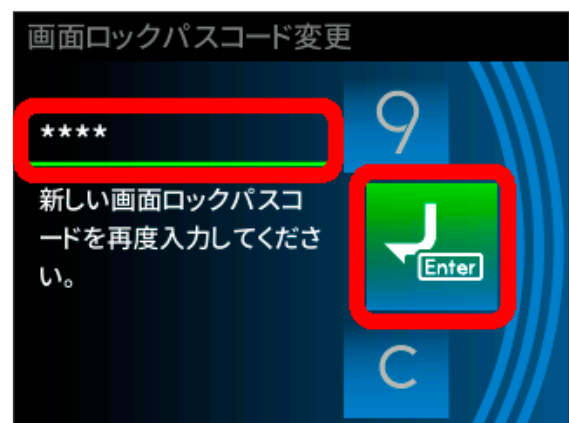 画面ロックパスコード変更
9
****
新しい画面ロックパスコ
ードを再度入力してくださ
い。
Enter
C